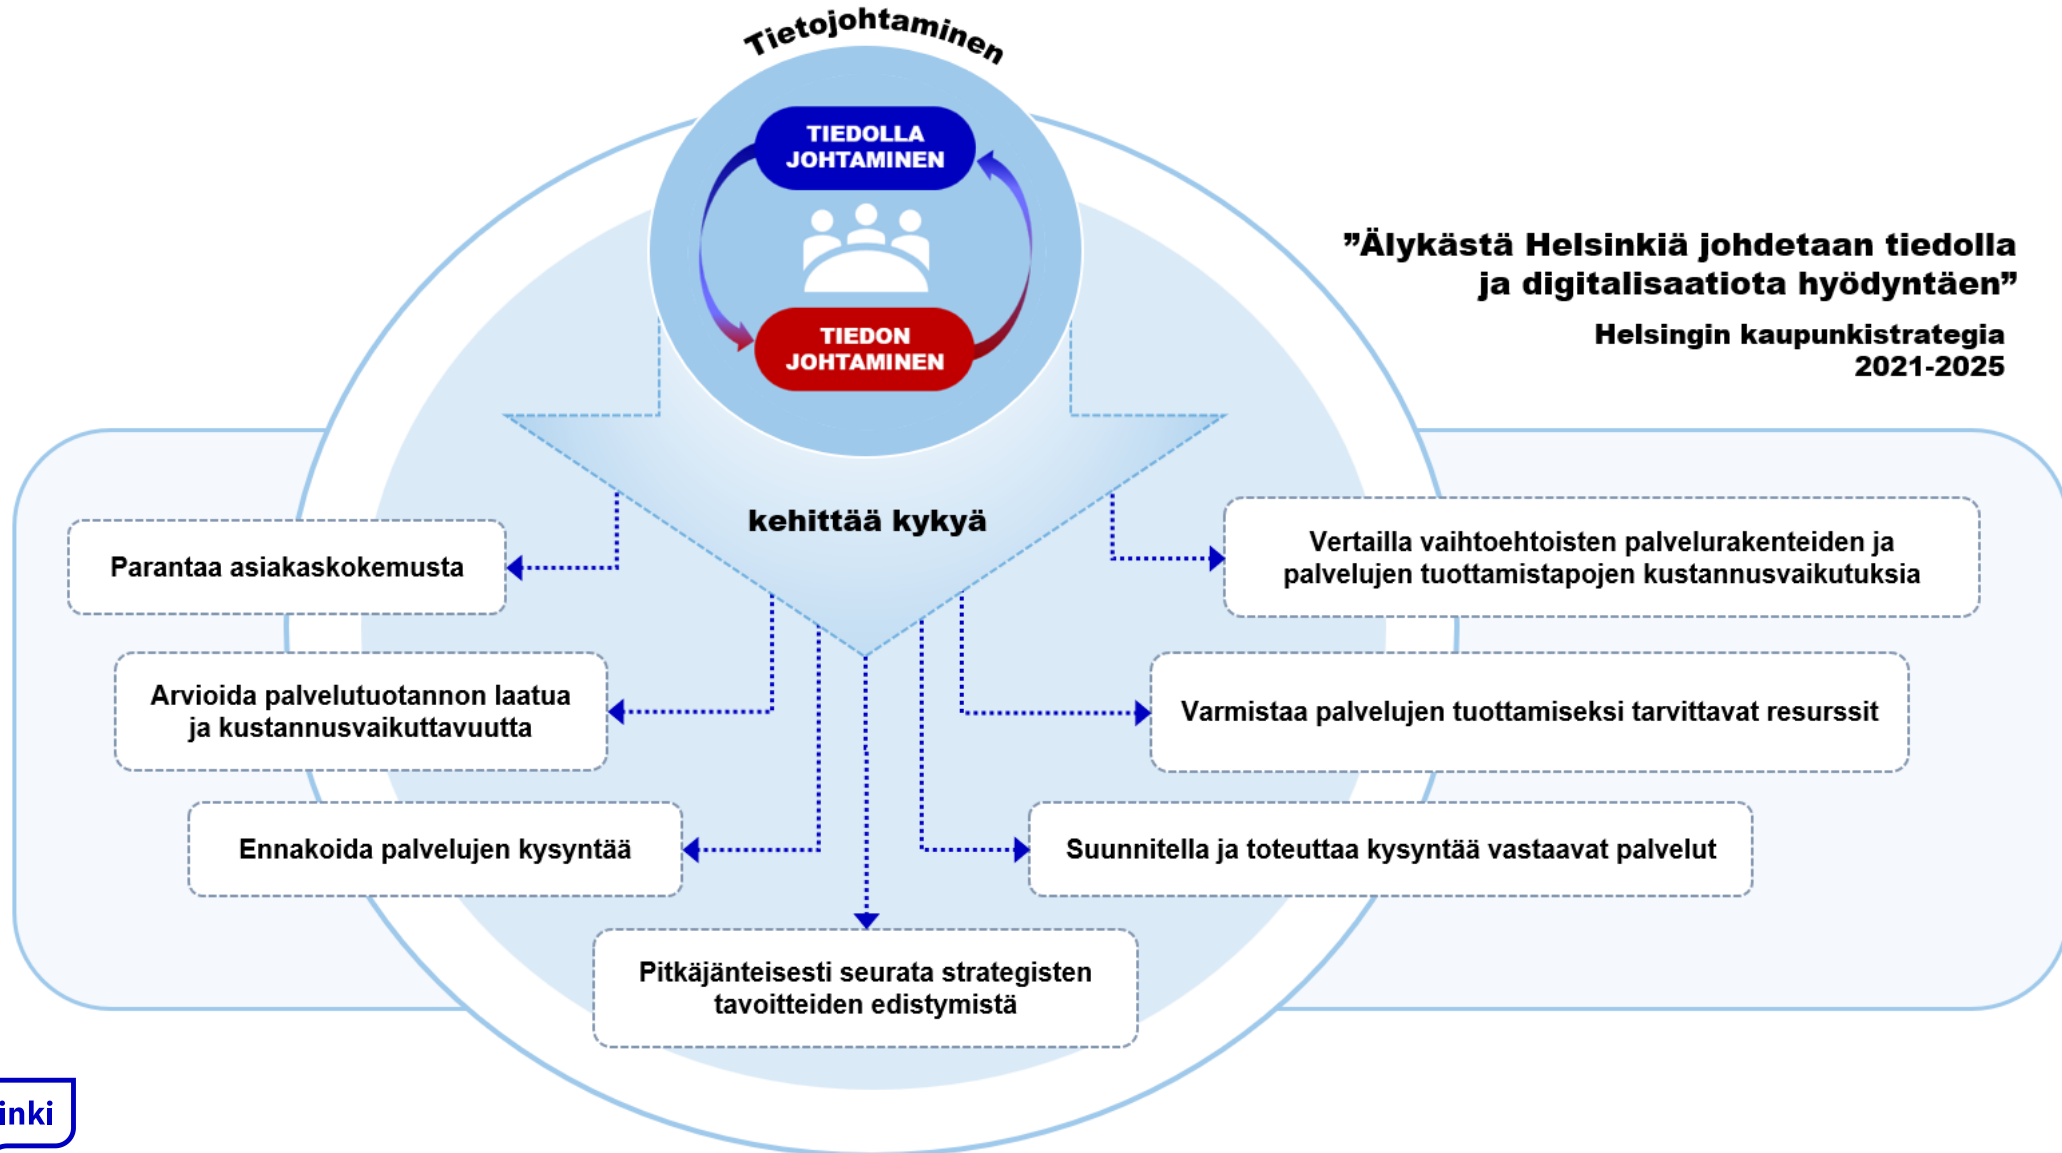 Tietojohtaminen
TIEDOLLA
JOHTAMINEN
TIEDON
JOHTAMINEN
”Älykästä Helsinkiä johdetaan tiedolla
ja digitalisaatiota hyödyntäen”
Helsingin kaupunkistrategia
2021-2025
kehittää kykyä
Parantaa asiakaskokemusta
Arvioida palvelutuotannon laatua
ja kustannusvaikuttavuutta
Ennakoida palvelujen kysyntää
Pitkäjänteisesti seurata strategisten
tavoitteiden edistymistä
Vertailla vaihtoehtoisten palvelurakenteiden ja
palvelujen tuottamistapojen kustannusvaikutuksia
Varmistaa palvelujen tuottamiseksi tarvittavat resurssit
Suunnitella ja toteuttaa kysyntää vastaavat palvelut
inki